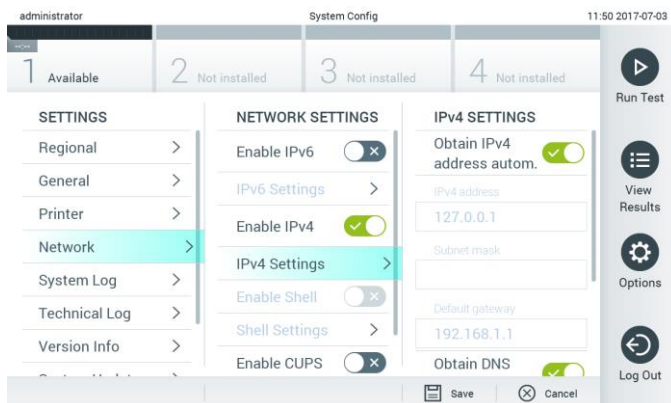 administrator System Config 11:50 2017-07-03
--:--
1 Available 2 Not installed 3 Not installed 4 Not installed
Run Test
View
Results
Options
Log Out
SETTINGS
Regional
General
Printer
Network
System Log
Technical Log
Version Info
NETWORK SETTINGS
Enable IPv6
IPv6 Settings
Enable IPv4
IPv4 Settings
Enable Shell
Shell Settings
Enable CUPS
IPv4 SETTINGS
Obtain IPv4
address autom.
IPv4 address
127.0.0.1
Subnet mask
Default gateway
192.168.1.1
Obtain DNS
Save Cancel